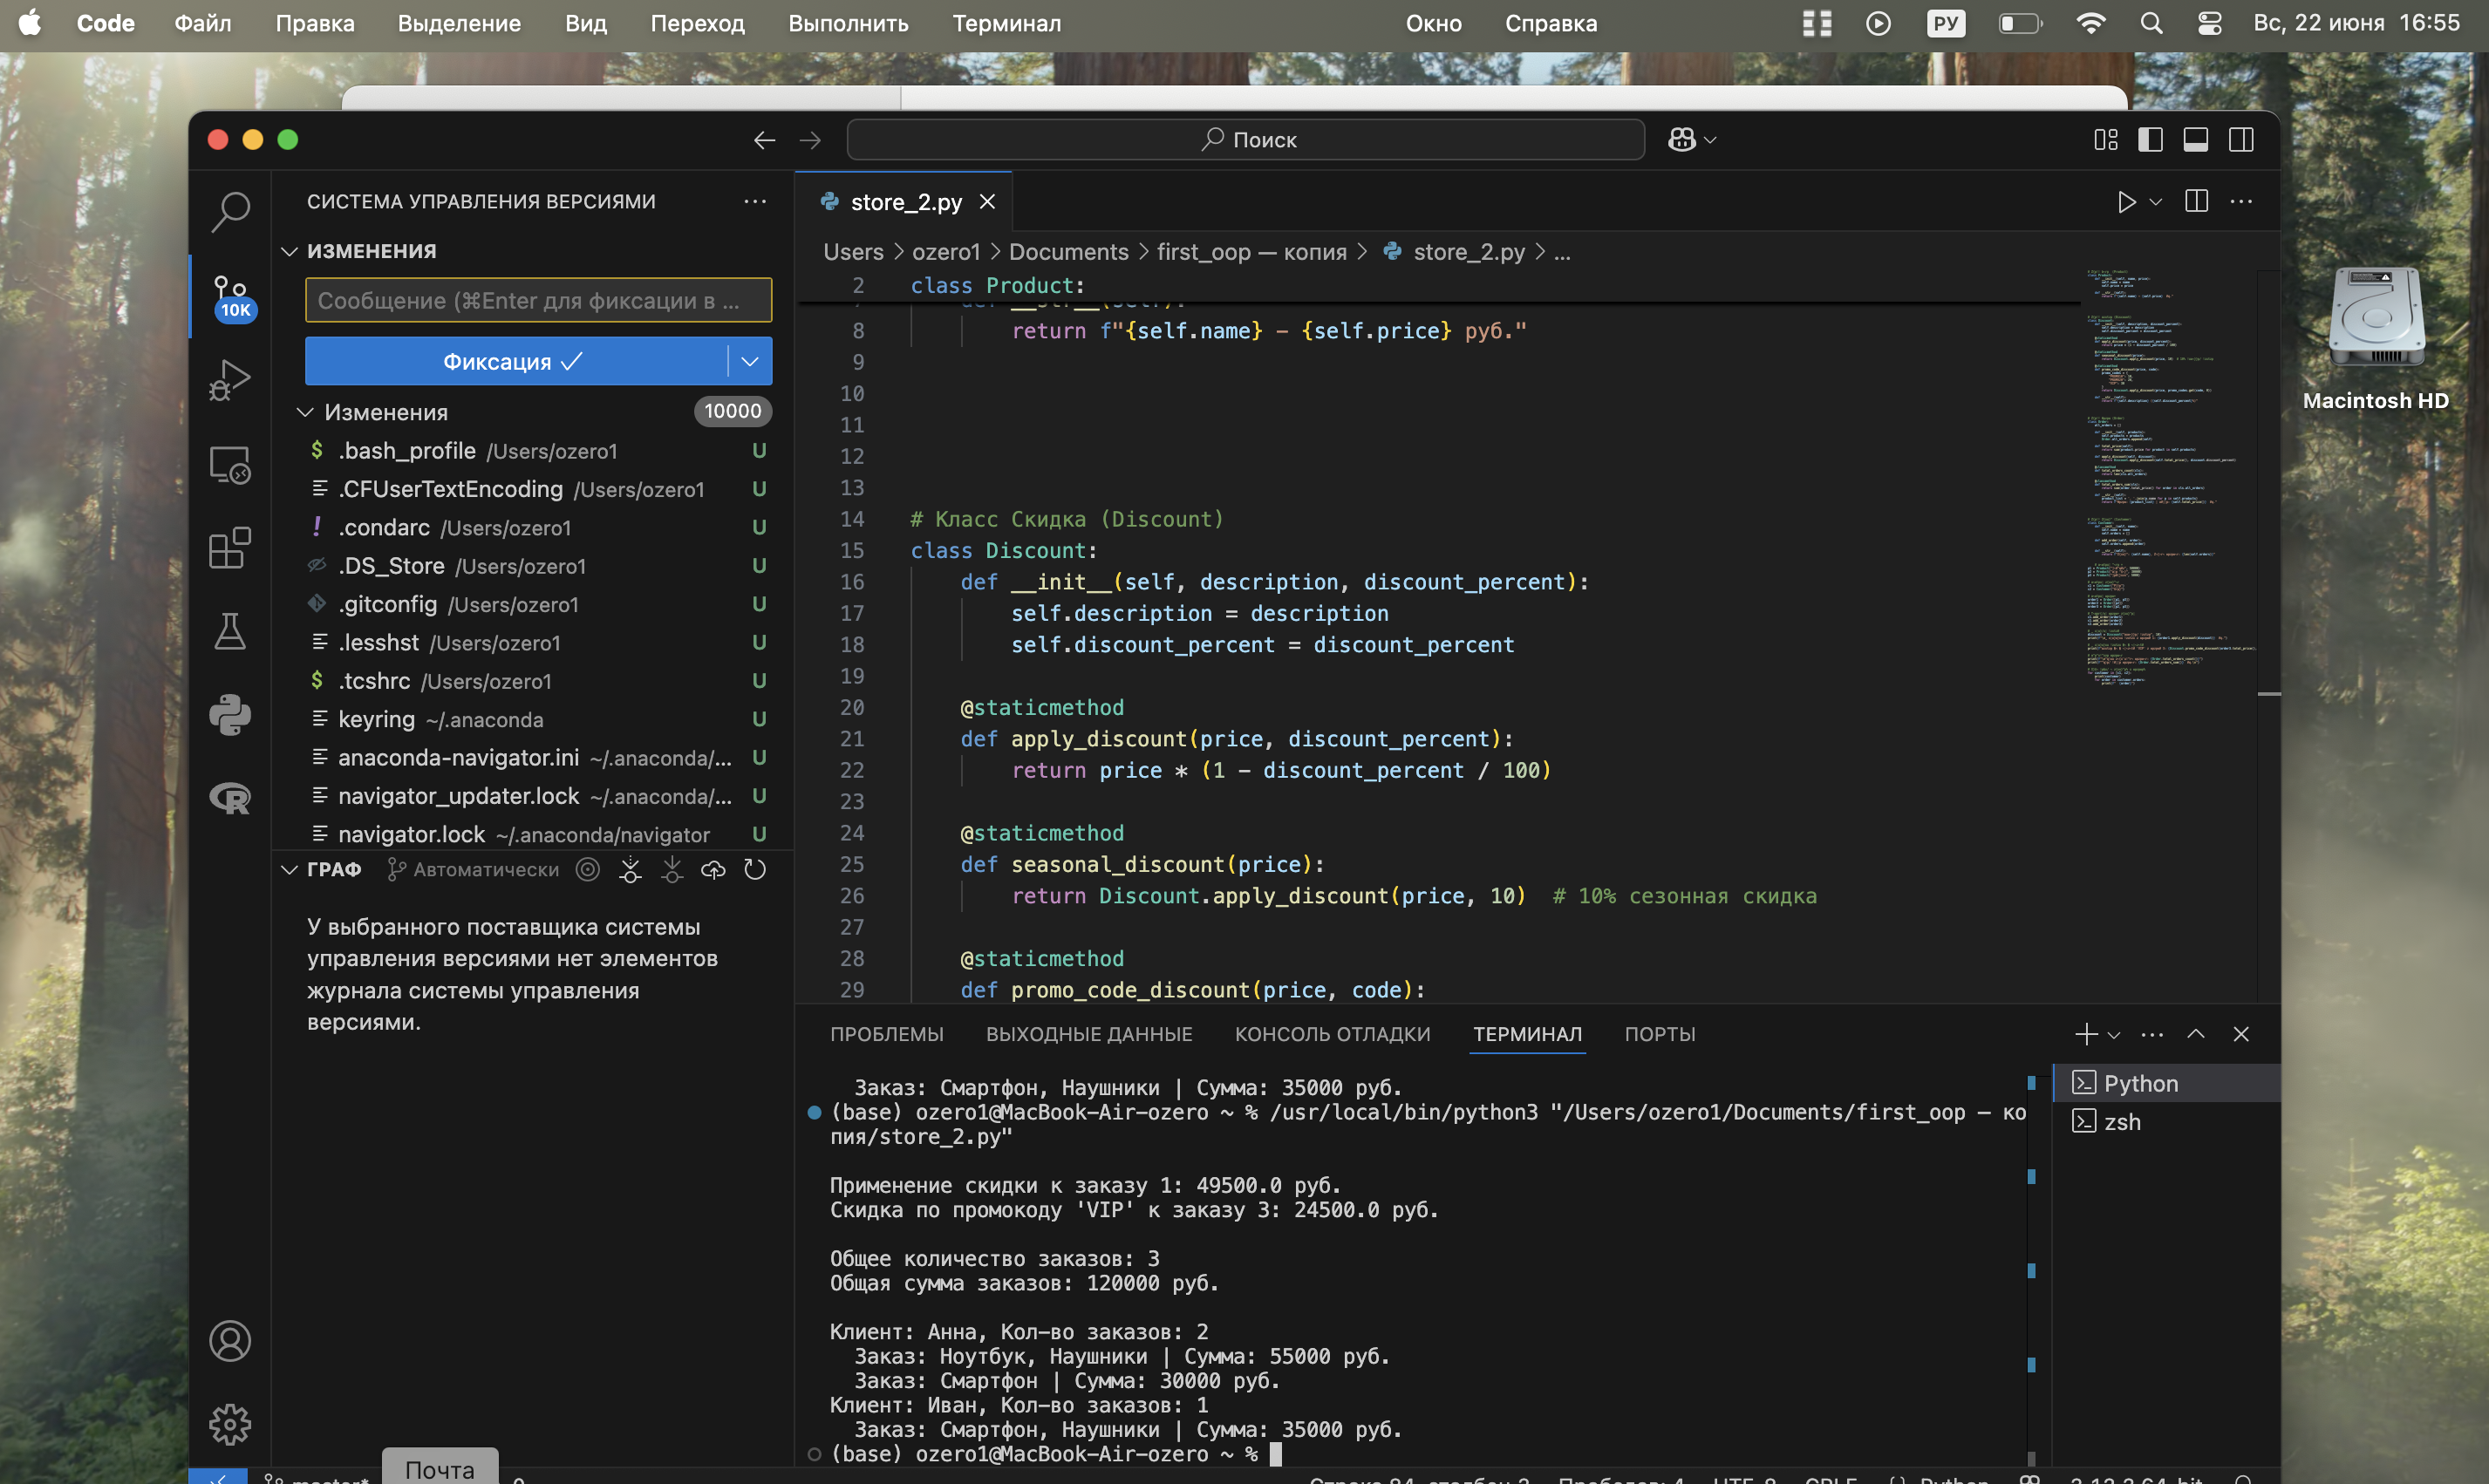 Code Файл Правка Выделение Вид Переход Выполнить Терминал Окно Справка РУ Вс, 22 июня 16:55
Поиск
СИСТЕМА УПРАВЛЕНИЯ ВЕРСИЯМИ
ИЗМЕНЕНИЯ
10K
Сообщение (⌘Enter для фиксации в ...
Фиксация
Изменения 10000
.bash_profile /Users/ozero1 U
.CFUserTextEncoding /Users/ozero1 U
.condarc /Users/ozero1 U
.DS_Store /Users/ozero1 U
.gitconfig /Users/ozero1 U
.lesshst /Users/ozero1 U
.tcshrc /Users/ozero1 U
keyring ~/.anaconda U
anaconda-navigator.ini ~/.anaconda/... U
navigator_updater.lock ~/.anaconda/... U
navigator.lock ~/.anaconda/navigator U
ГРАФ Автоматически
У выбранного поставщика системы
управления версиями нет элементов
журнала системы управления
версиями.
store_2.py
Users > ozero1 > Documents > first_oop — копия > store_2.py > ...
2 class Product:
8 return f"{self.name} - {self.price} руб."
9
10
11
12
13
14 # Класс Скидка (Discount)
15 class Discount:
16 def __init__(self, description, discount_percent):
17 self.description = description
18 self.discount_percent = discount_percent
19
20 @staticmethod
21 def apply_discount(price, discount_percent):
22 return price * (1 - discount_percent / 100)
23
24 @staticmethod
25 def seasonal_discount(price):
26 return Discount.apply_discount(price, 10) # 10% сезонная скидка
27
28 @staticmethod
29 def promo_code_discount(price, code):
ПРОБЛЕМЫ ВЫХОДНЫЕ ДАННЫЕ КОНСОЛЬ ОТЛАДКИ ТЕРМИНАЛ ПОРТЫ
Заказ: Смартфон, Наушники | Сумма: 35000 руб.
(base) ozero1@MacBook-Air-ozero ~ % /usr/local/bin/python3 "/Users/ozero1/Documents/first_oop — ко
пия/store_2.py"
Применение скидки к заказу 1: 49500.0 руб.
Скидка по промокоду 'VIP' к заказу 3: 24500.0 руб.
Общее количество заказов: 3
Общая сумма заказов: 120000 руб.
Клиент: Анна, Кол-во заказов: 2
Заказ: Ноутбук, Наушники | Сумма: 55000 руб.
Заказ: Смартфон | Сумма: 30000 руб.
Клиент: Иван, Кол-во заказов: 1
Заказ: Смартфон, Наушники | Сумма: 35000 руб.
(base) ozero1@MacBook-Air-ozero ~ %
Python
zsh
Macintosh HD
Почта